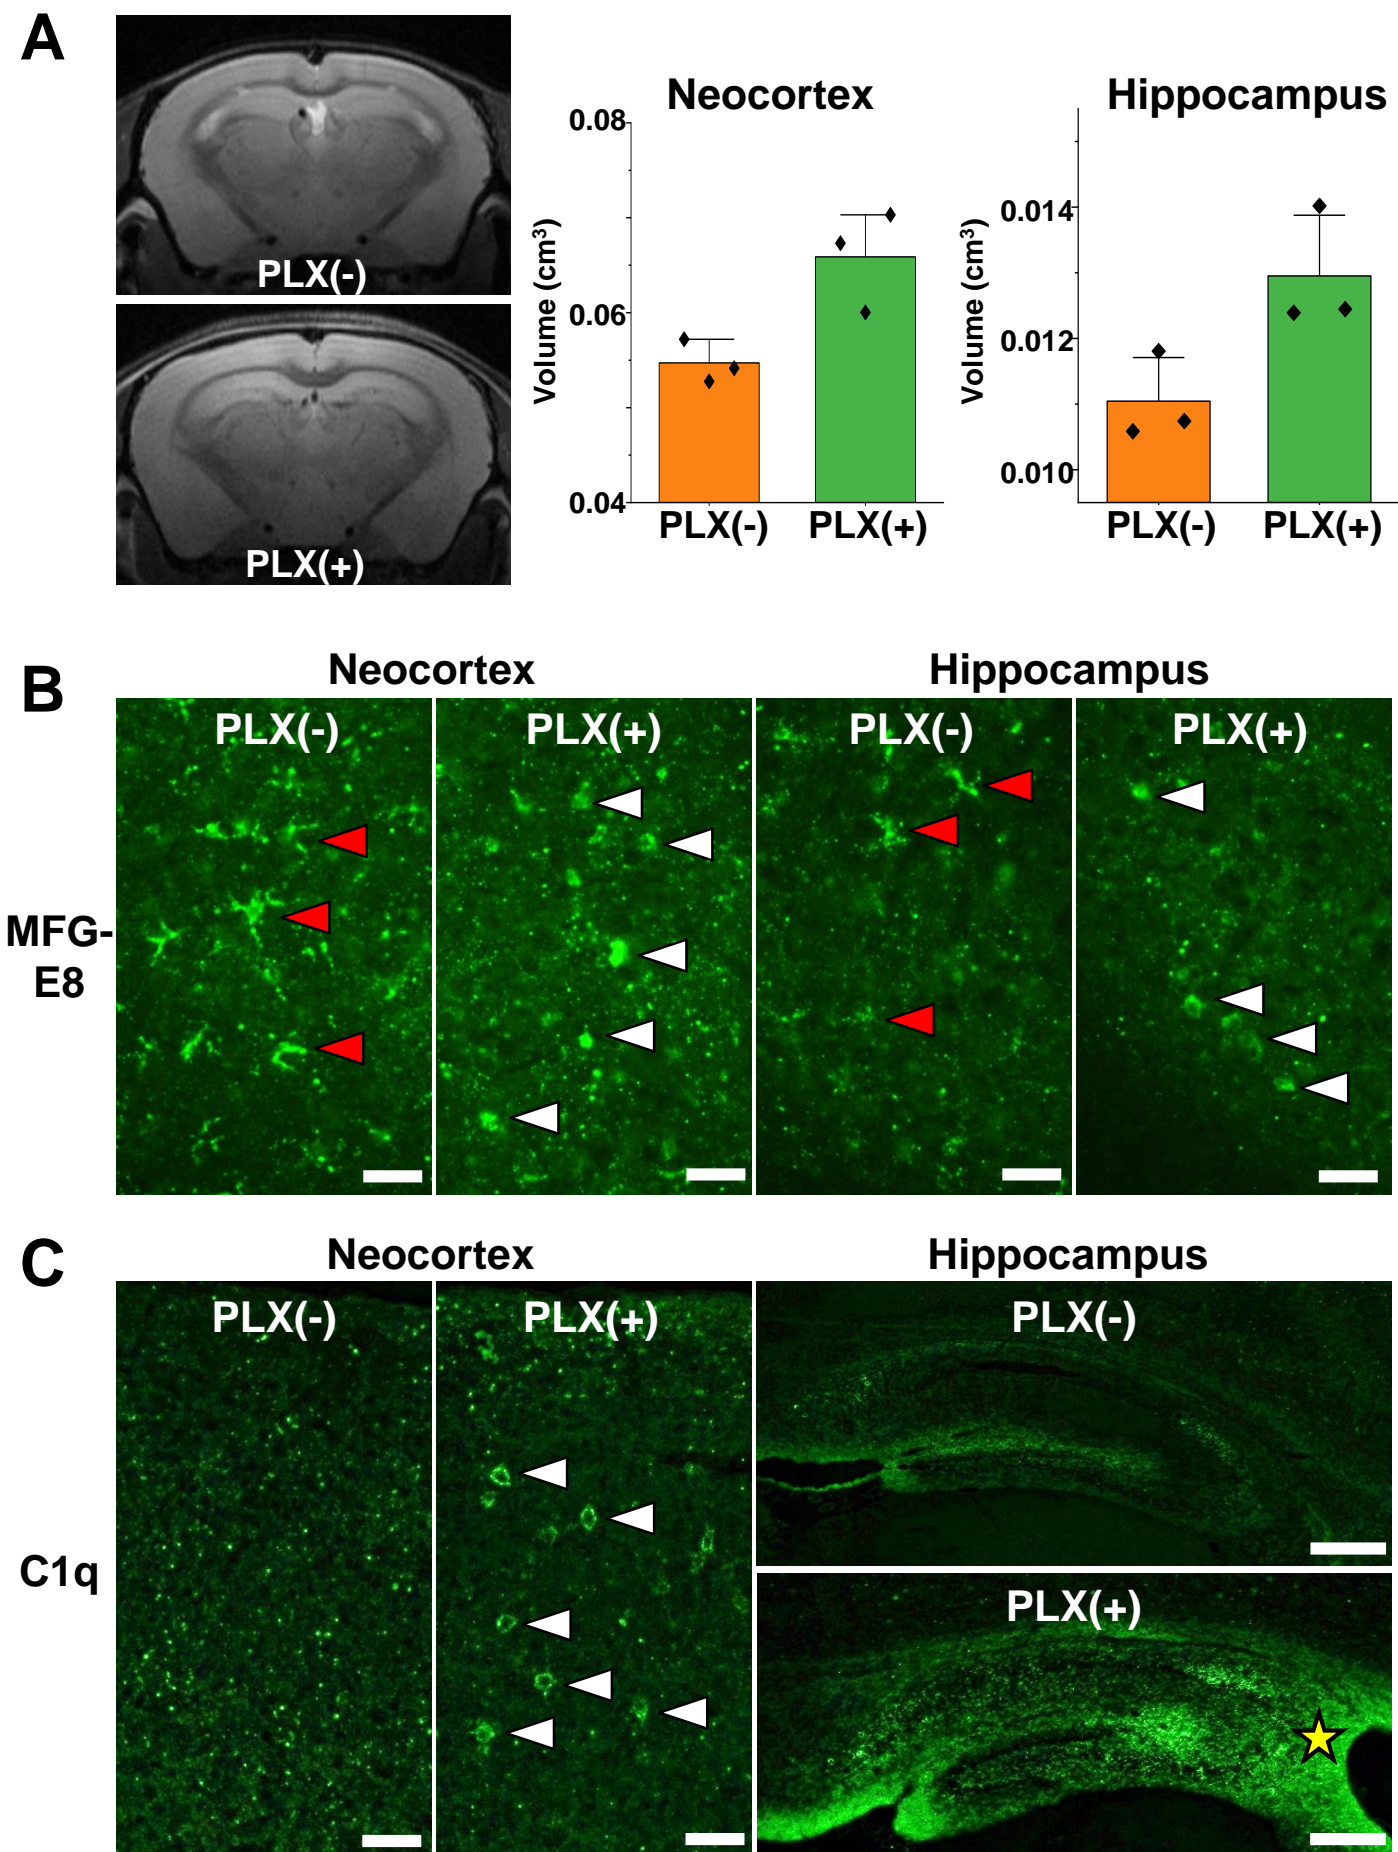 A
PLX(-)
PLX(+)
Neocortex
Volume (cm³)
0.08
0.06
0.04
PLX(-) PLX(+)
Hippocampus
Volume (cm³)
0.014
0.012
0.010
PLX(-) PLX(+)
B
Neocortex Hippocampus
PLX(-) PLX(+) PLX(-) PLX(+)
MFG-
E8
C
Neocortex Hippocampus
PLX(-) PLX(+) PLX(-)
C1q
PLX(+)